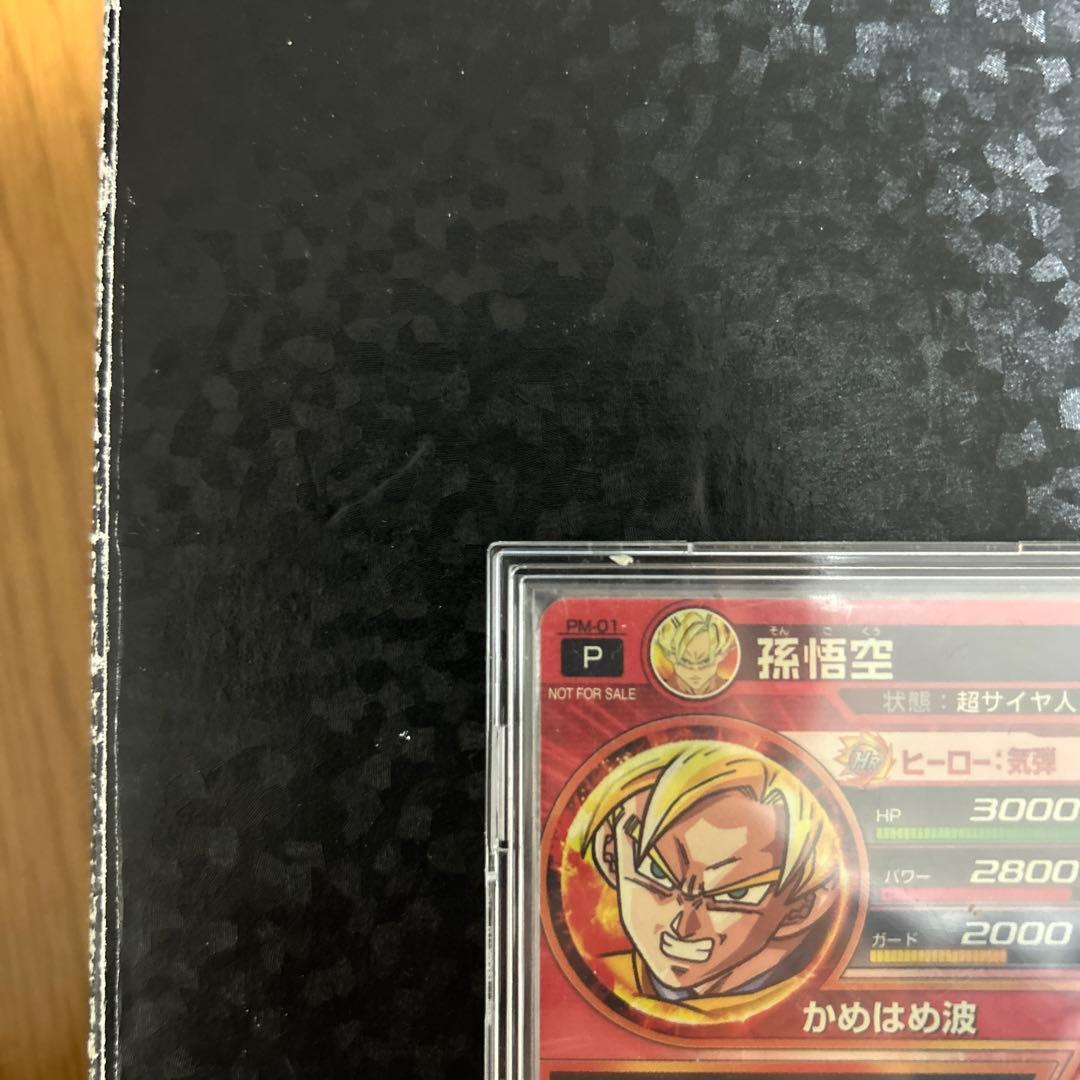 PM-01
P
NOT FOR SALE
そん ご くう
孫悟空
状態：超サイヤ人
HR ヒーロー：気弾
HP 3000
パワー 2800
ガード 2000
かめはめ波